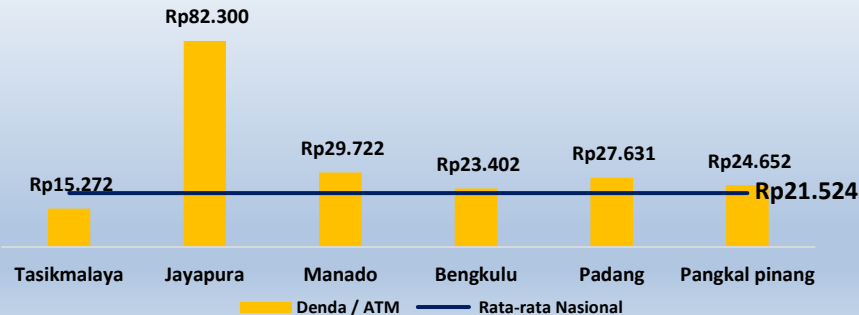 Rp82.300
Rp29.722
Rp27.631
Rp23.402
Rp24.652
Rp15.272
Rp21.524
Tasikmalaya Jayapura Manado Bengkulu Padang Pangkal pinang
Denda / ATM Rata-rata Nasional